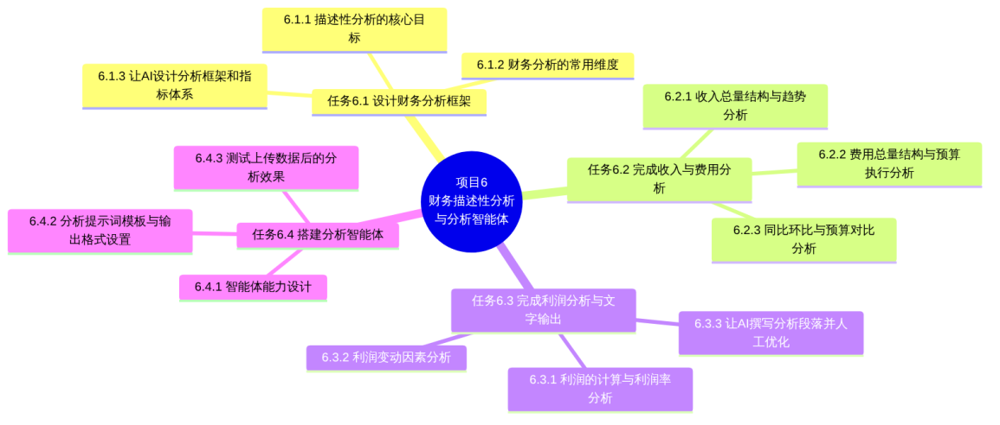 项目6
财务描述性分析
与分析智能体
任务6.1 设计财务分析框架
6.1.1 描述性分析的核心目
标
6.1.2 财务分析的常用维度
6.1.3 让AI设计分析框架和指
标体系
任务6.2 完成收入与费用分
析
6.2.1 收入总量结构与趋势
分析
6.2.2 费用总量结构与预算
执行分析
6.2.3 同比环比与预算对比
分析
任务6.3 完成利润分析与文
字输出
6.3.1 利润的计算与利润率
分析
6.3.2 利润变动因素分析
6.3.3 让AI撰写分析段落并人
工优化
任务6.4 搭建分析智能体
6.4.1 智能体能力设计
6.4.2 分析提示词模板与输
出格式设置
6.4.3 测试上传数据后的分
析效果